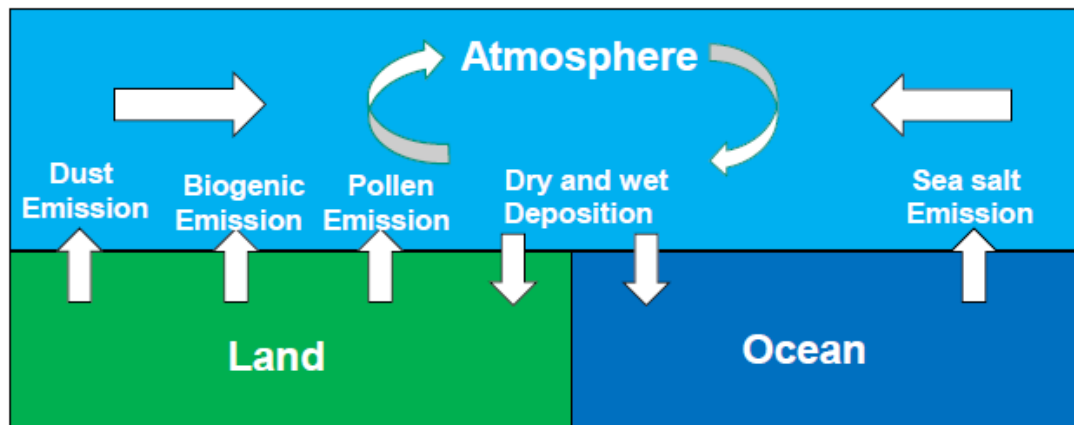 Atmosphere
Dust
Emission
Biogenic
Emission
Pollen
Emission
Dry and wet
Deposition
Sea salt
Emission
Land
Ocean